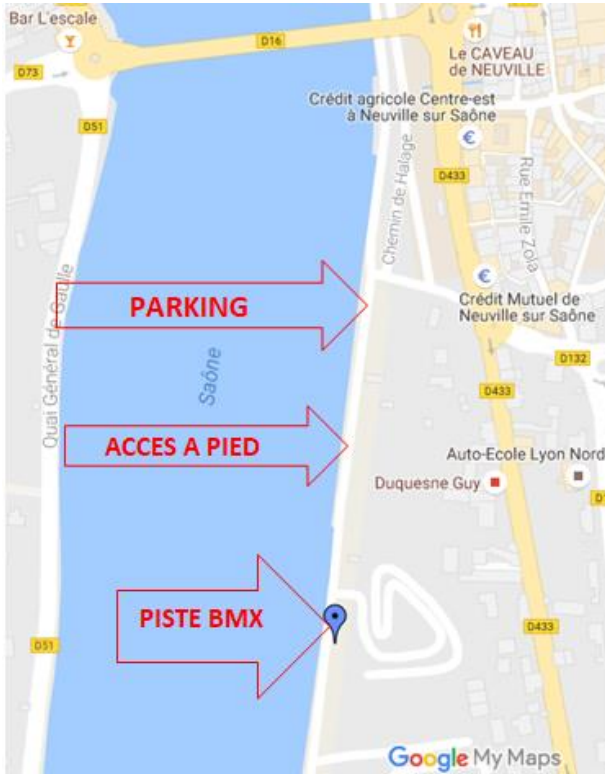 Bar L'escale
D16
D73
Le CAVEAU
de NEUVILLE
Crédit agricole Centre-est
à Neuville sur Saône
D51
D433
Chemin de Halage
Rue Emile Zola
PARKING
Crédit Mutuel de
Neuville sur Saône
Quai Général de Gaulle
Saône
D132
D433
ACCES A PIED
Auto-Ecole Lyon Nord
Duquesne Guy
PISTE BMX
D433
D51
Google My Maps